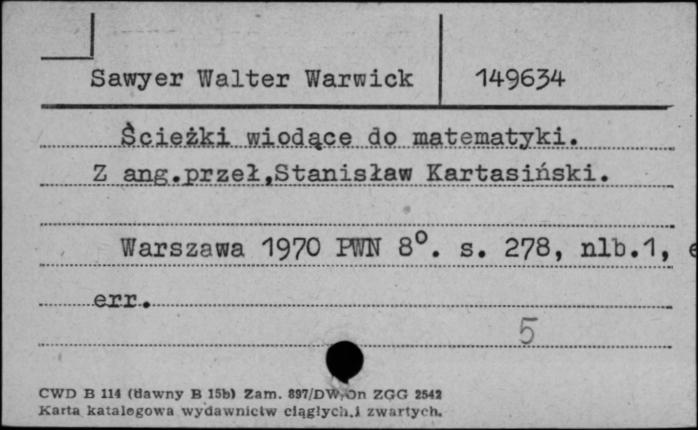 Sawyer Walter Warwick 149634
Ścieżki wiodące do matematyki.
Z ang.przeł,Stanisław Kartasiński.
Warszawa 1970 PWN 8°. s. 278, nlb.1, e
err.
5
CWD B 114 (dawny B 15b) Zam. 897/DW/On ZGG 2542
Karta katalogowa wydawnictw ciągłych i zwartych.